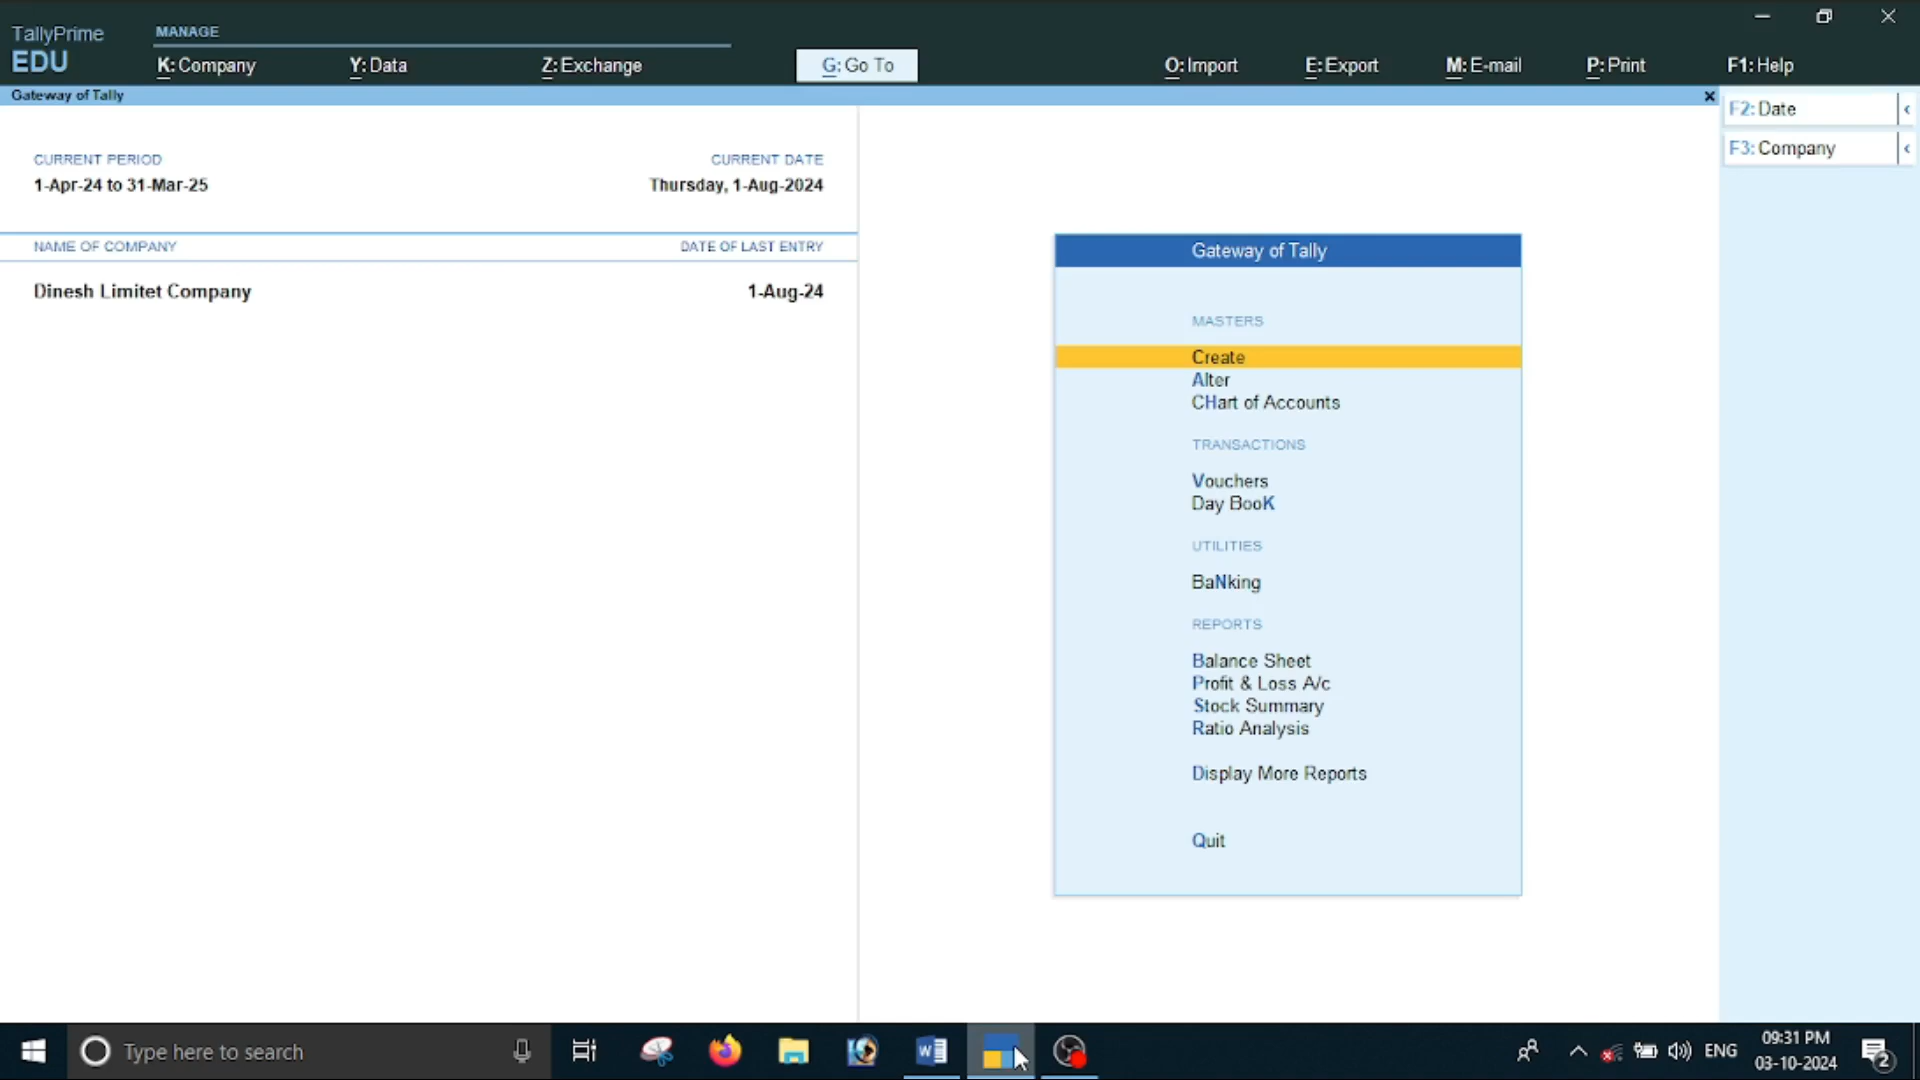 TallyPrime
EDU
MANAGE
K: Company
Y: Data
Z: Exchange
G: Go To
O: Import
E: Export
M: E-mail
P: Print
F1: Help
Gateway of Tally
F2: Date
F3: Company
CURRENT PERIOD
CURRENT DATE
1-Apr-24 to 31-Mar-25
Thursday, 1-Aug-2024
NAME OF COMPANY
DATE OF LAST ENTRY
Dinesh Limitet Company
1-Aug-24
Gateway of Tally
MASTERS
Create
Alter
CHart of Accounts
TRANSACTIONS
Vouchers
Day BooK
UTILITIES
BaNking
REPORTS
Balance Sheet
Profit & Loss A/c
Stock Summary
Ratio Analysis
Display More Reports
Quit
Type here to search
ENG
09:31 PM
03-10-2024
2